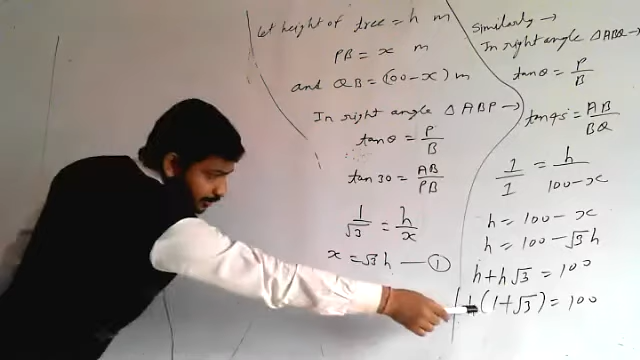 Let height of tree = h m
PB = x m
and QB = (100 - x) m
In right angle △ ABP →
tanθ = P/B
tan 30 = AB/PB
1/√3 = h/x
x = √3 h — ①
Similarly →
In right angle △ABQ →
tanθ = P/B
tan 45 = AB/BQ
1/1 = h/100-x
h = 100 - x
h = 100 - √3 h
h + h√3 = 100
h(1+√3) = 100